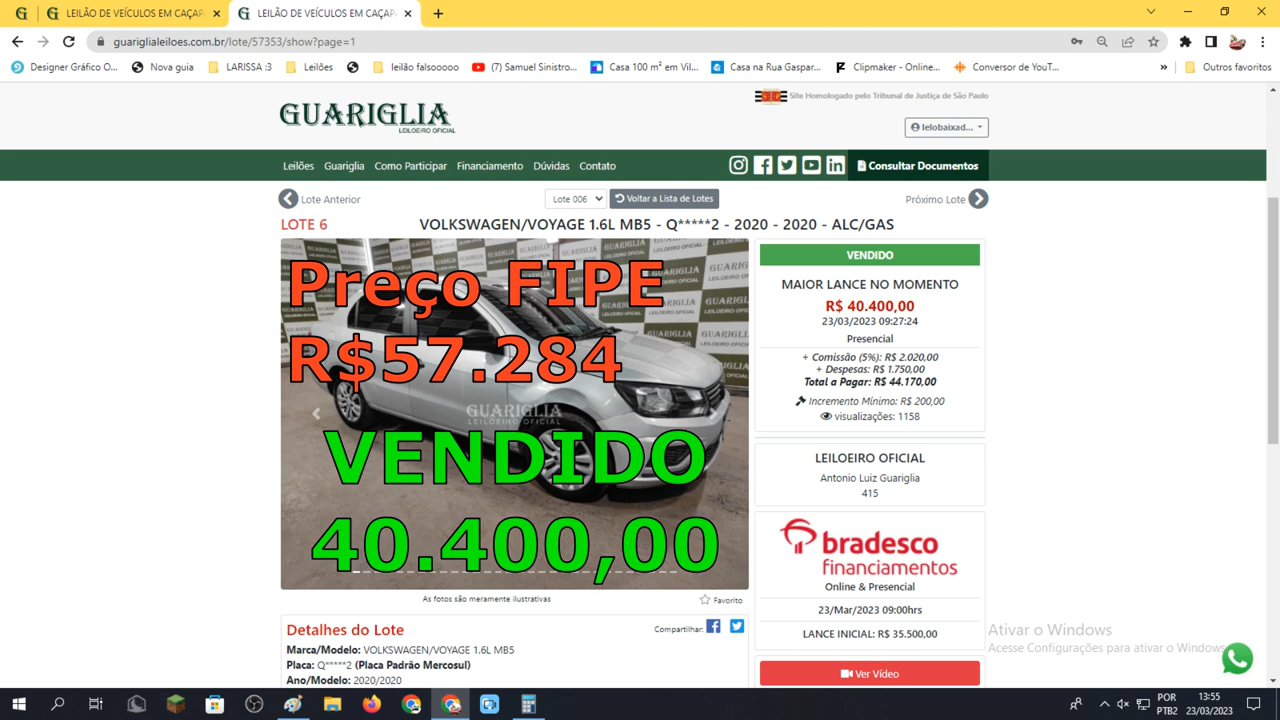 LEILÃO DE VEÍCULOS EM CAÇAP
LEILÃO DE VEÍCULOS EM CAÇAPA
guariglialeiloes.com.br/lote/57353/show?page=1
Designer Gráfico O...
Nova guia
LARISSA :3
Leilões
leilão falsooooo
(7) Samuel Sinistro...
Casa 100 m² em Vil...
Casa na Rua Gaspar...
Clipmaker - Online...
Conversor de YouT...
»
Outros favoritos
GUARIGLIA
LEILOEIRO OFICIAL
Site Homologado pelo Tribunal de Justiça de São Paulo
lelobaixad...
Leilões
Guariglia
Como Participar
Financiamento
Dúvidas
Contato
Consultar Documentos
Lote Anterior
Lote 006
Voltar a Lista de Lotes
Próximo Lote
LOTE 6
VOLKSWAGEN/VOYAGE 1.6L MB5 - Q*****2 - 2020 - 2020 - ALC/GAS
Preço FIPE
R$57.284
GUARIGLIA
LEILOEIRO OFICIAL
VENDIDO
40.400,00
VENDIDO
MAIOR LANCE NO MOMENTO
R$ 40.400,00
23/03/2023 09:27:24
Presencial
+ Comissão (5%): R$ 2.020,00
+ Despesas: R$ 1.750,00
Total a Pagar: R$ 44.170,00
Incremento Mínimo: R$ 200,00
visualizações: 1158
LEILOEIRO OFICIAL
Antonio Luiz Guariglia
415
bradesco
financiamentos
Online & Presencial
23/Mar/2023 09:00hrs
LANCE INICIAL: R$ 35.500,00
Ver Vídeo
As fotos são meramente ilustrativas
Favorito
Detalhes do Lote
Compartilhar:
Marca/Modelo: VOLKSWAGEN/VOYAGE 1.6L MB5
Placa: Q*****2 (Placa Padrão Mercosul)
Ano/Modelo: 2020/2020
Ativar o Windows
Acesse Configurações para ativar o Windows
POR
PTB2
13:55
23/03/2023